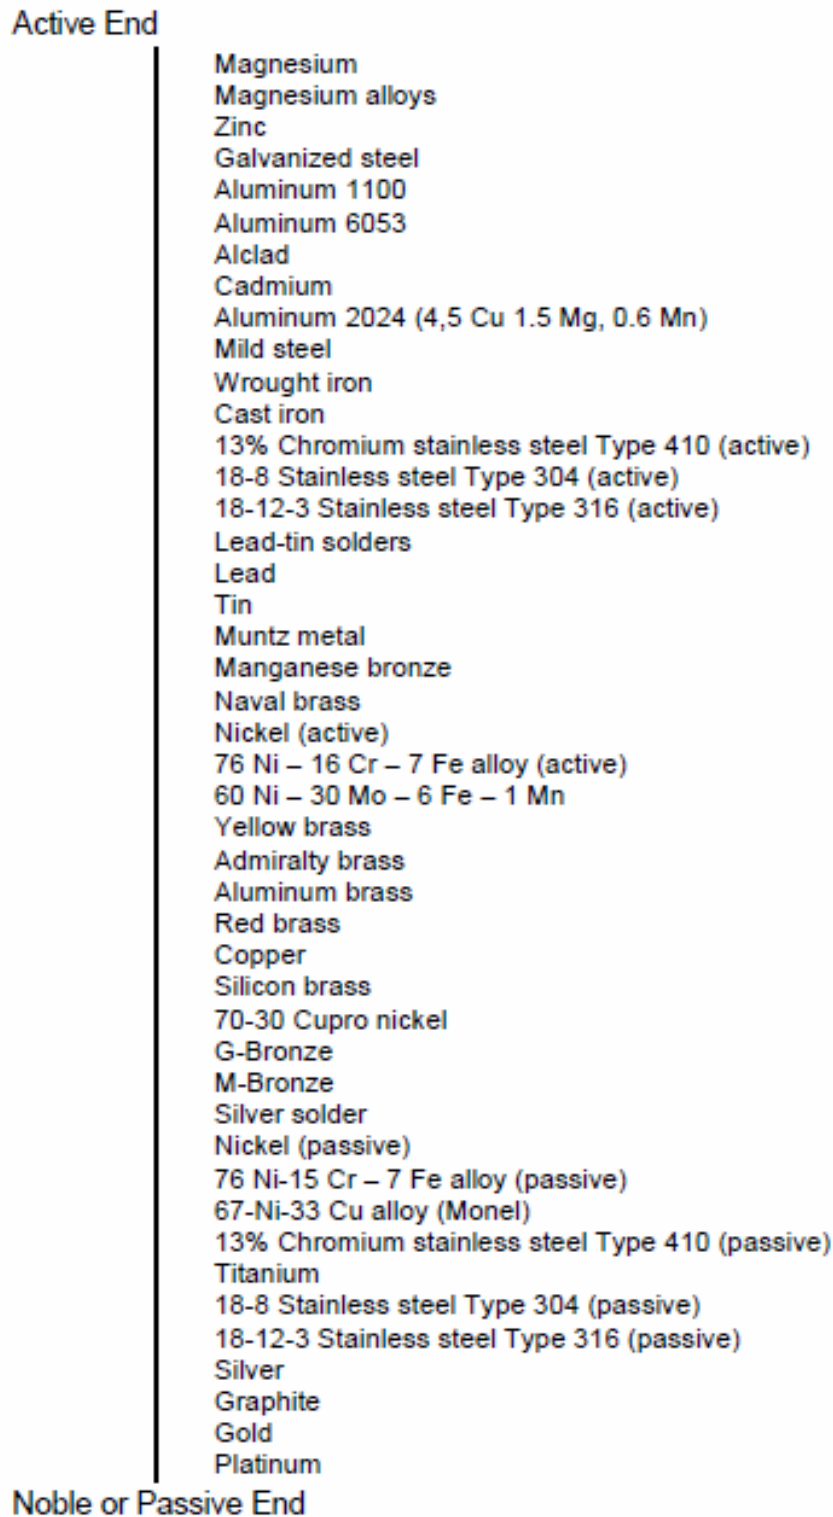 Active End
Magnesium
Magnesium alloys
Zinc
Galvanized steel
Aluminum 1100
Aluminum 6053
Alclad
Cadmium
Aluminum 2024 (4,5 Cu 1.5 Mg, 0.6 Mn)
Mild steel
Wrought iron
Cast iron
13% Chromium stainless steel Type 410 (active)
18-8 Stainless steel Type 304 (active)
18-12-3 Stainless steel Type 316 (active)
Lead-tin solders
Lead
Tin
Muntz metal
Manganese bronze
Naval brass
Nickel (active)
76 Ni – 16 Cr – 7 Fe alloy (active)
60 Ni – 30 Mo – 6 Fe – 1 Mn
Yellow brass
Admiralty brass
Aluminum brass
Red brass
Copper
Silicon brass
70-30 Cupro nickel
G-Bronze
M-Bronze
Silver solder
Nickel (passive)
76 Ni-15 Cr – 7 Fe alloy (passive)
67-Ni-33 Cu alloy (Monel)
13% Chromium stainless steel Type 410 (passive)
Titanium
18-8 Stainless steel Type 304 (passive)
18-12-3 Stainless steel Type 316 (passive)
Silver
Graphite
Gold
Platinum
Noble or Passive End